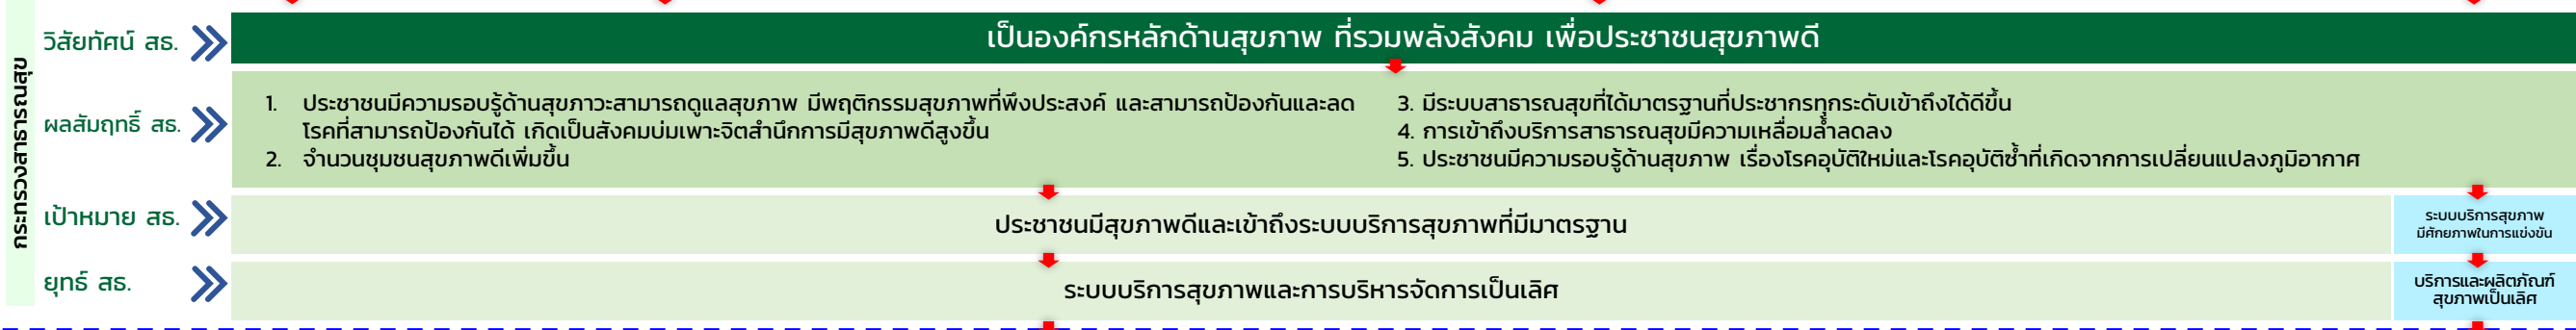 กระทรวงสาธารณสุข
วิสัยทัศน์ สธ.
เป็นองค์กรหลักด้านสุขภาพ ที่รวมพลังสังคม เพื่อประชาชนสุขภาพดี
ผลสัมฤทธิ์ สธ.
1. ประชาชนมีความรอบรู้ด้านสุขภาวะสามารถดูแลสุขภาพ มีพฤติกรรมสุขภาพที่พึงประสงค์ และสามารถป้องกันและลด
โรคที่สามารถป้องกันได้ เกิดเป็นสังคมบ่มเพาะจิตสำนึกการมีสุขภาพดีสูงขึ้น
2. จำนวนชุมชนสุขภาพดีเพิ่มขึ้น
3. มีระบบสาธารณสุขที่ได้มาตรฐานที่ประชากรทุกระดับเข้าถึงได้ดีขึ้น
4. การเข้าถึงบริการสาธารณสุขมีความเหลื่อมล้ำลดลง
5. ประชาชนมีความรอบรู้ด้านสุขภาพ เรื่องโรคอุบัติใหม่และโรคอุบัติซ้ำที่เกิดจากการเปลี่ยนแปลงภูมิอากาศ
เป้าหมาย สธ.
ประชาชนมีสุขภาพดีและเข้าถึงระบบบริการสุขภาพที่มีมาตรฐาน
ระบบบริการสุขภาพ
มีศักยภาพในการแข่งขัน
ยุทธ์ สธ.
ระบบบริการสุขภาพและการบริหารจัดการเป็นเลิศ
บริการและผลิตภัณฑ์
สุขภาพเป็นเลิศ